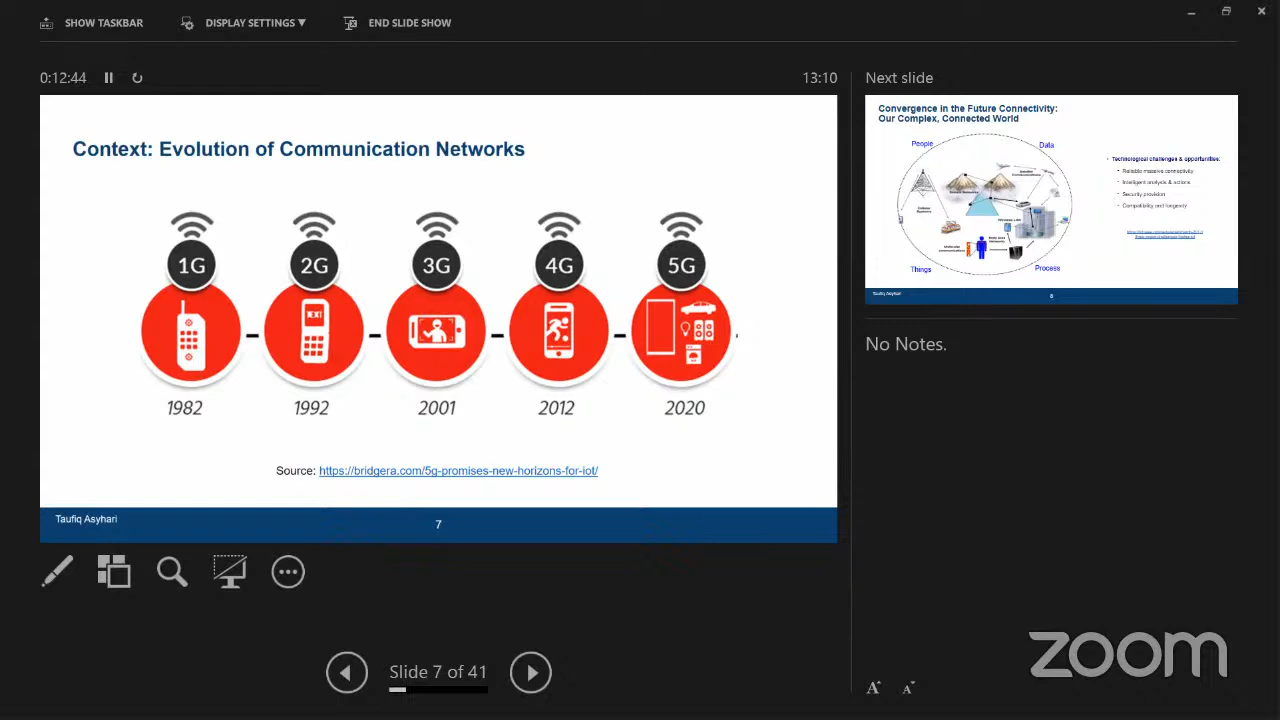 SHOW TASKBAR
DISPLAY SETTINGS ▼
END SLIDE SHOW
0:12:44
13:10
Context: Evolution of Communication Networks
1G
2G
3G
4G
5G
TEXT
1982
1992
2001
2012
2020
Source: https://bridgera.com/5g-promises-new-horizons-for-iot/
Taufiq Asyhari
7
Slide 7 of 41
Next slide
Convergence in the Future Connectivity:
Our Complex, Connected World
People
Data
Things
Process
• Technological challenges & opportunities:
• Reliable massive connectivity
• Intelligent analysis & actions
• Security provision
• Compatibility and longevity
Taufiq Asyhari
8
No Notes.
A
A
zoom